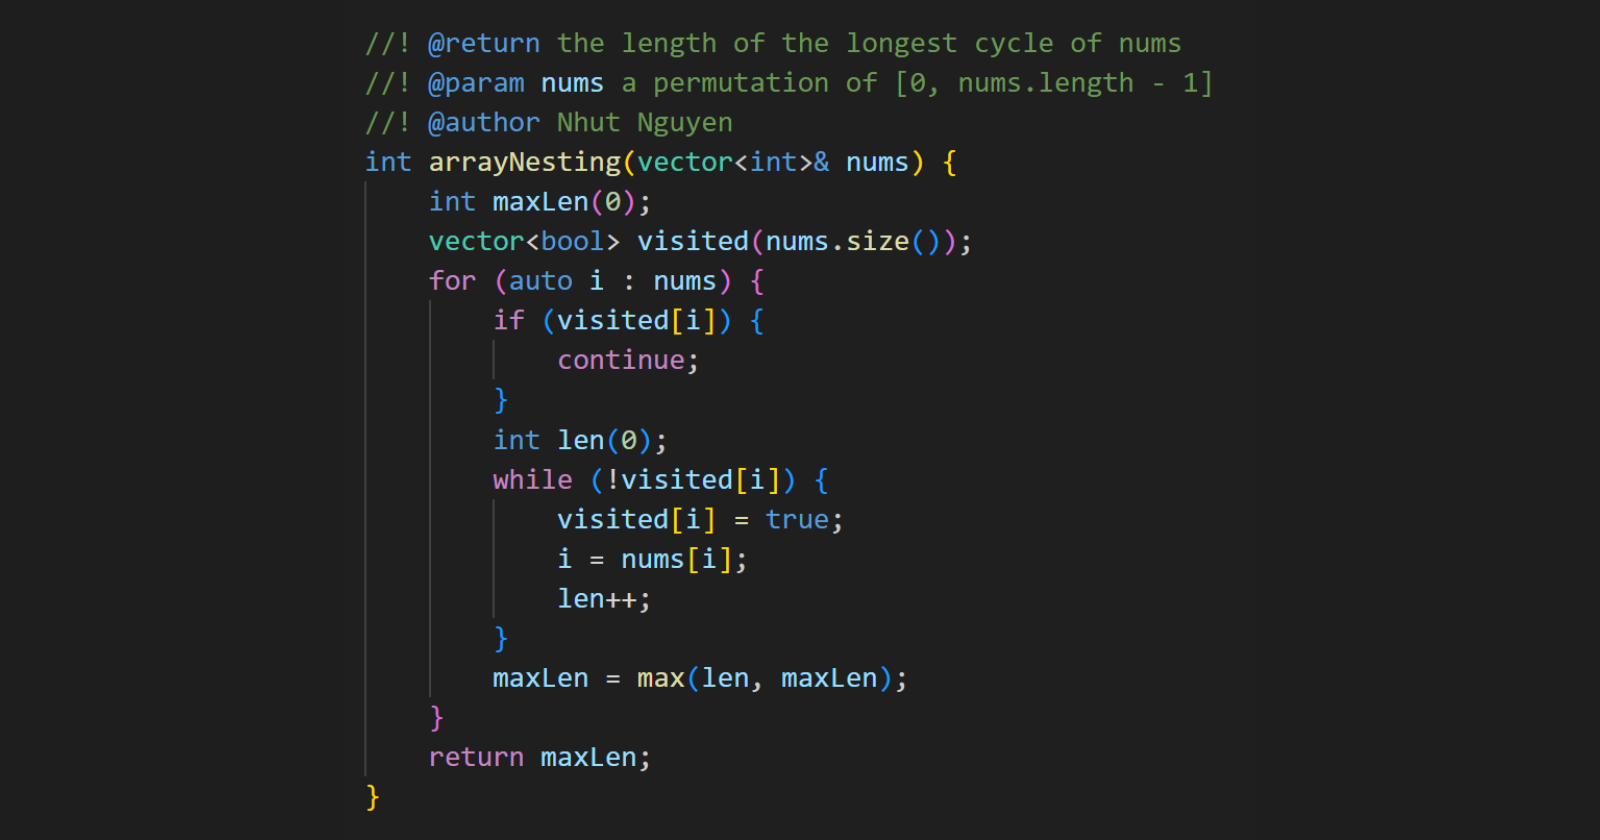 //! @return the length of the longest cycle of nums
//! @param nums a permutation of [0, nums.length - 1]
//! @author Nhut Nguyen
int arrayNesting(vector<int>& nums) {
    int maxLen(0);
    vector<bool> visited(nums.size());
    for (auto i : nums) {
        if (visited[i]) {
            continue;
        }
        int len(0);
        while (!visited[i]) {
            visited[i] = true;
            i = nums[i];
            len++;
        }
        maxLen = max(len, maxLen);
    }
    return maxLen;
}